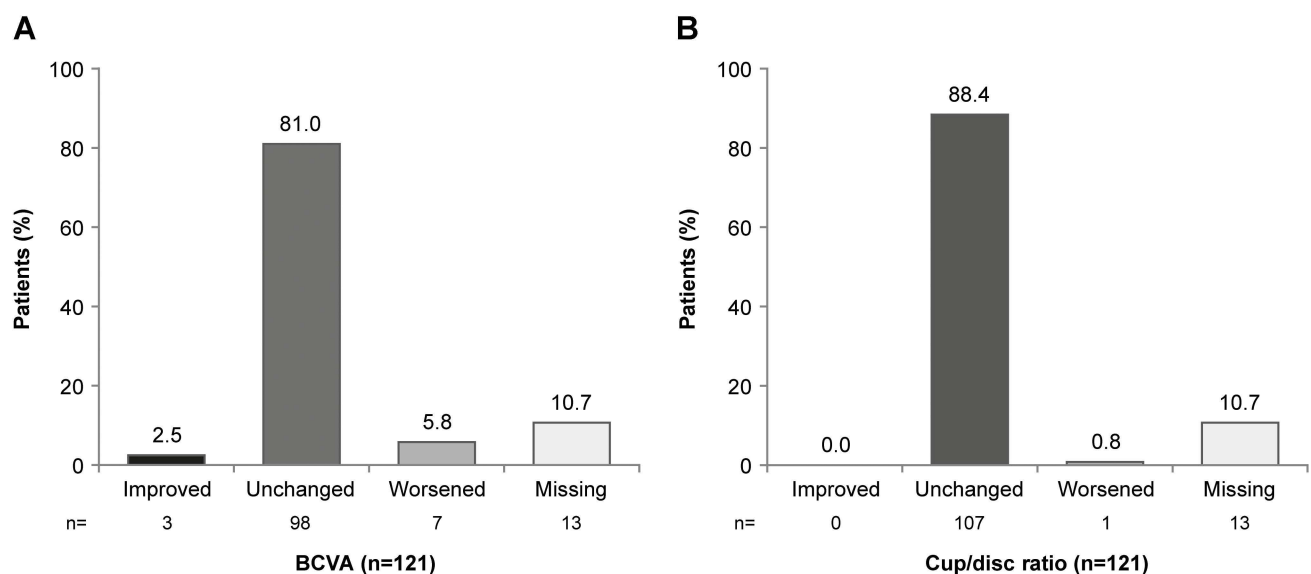 A
Patients (%)
100
80
60
40
20
0
2.5
81.0
5.8
10.7
Improved Unchanged Worsened Missing
n= 3 98 7 13
BCVA (n=121)
B
Patients (%)
100
80
60
40
20
0
0.0
88.4
0.8
10.7
Improved Unchanged Worsened Missing
n= 0 107 1 13
Cup/disc ratio (n=121)